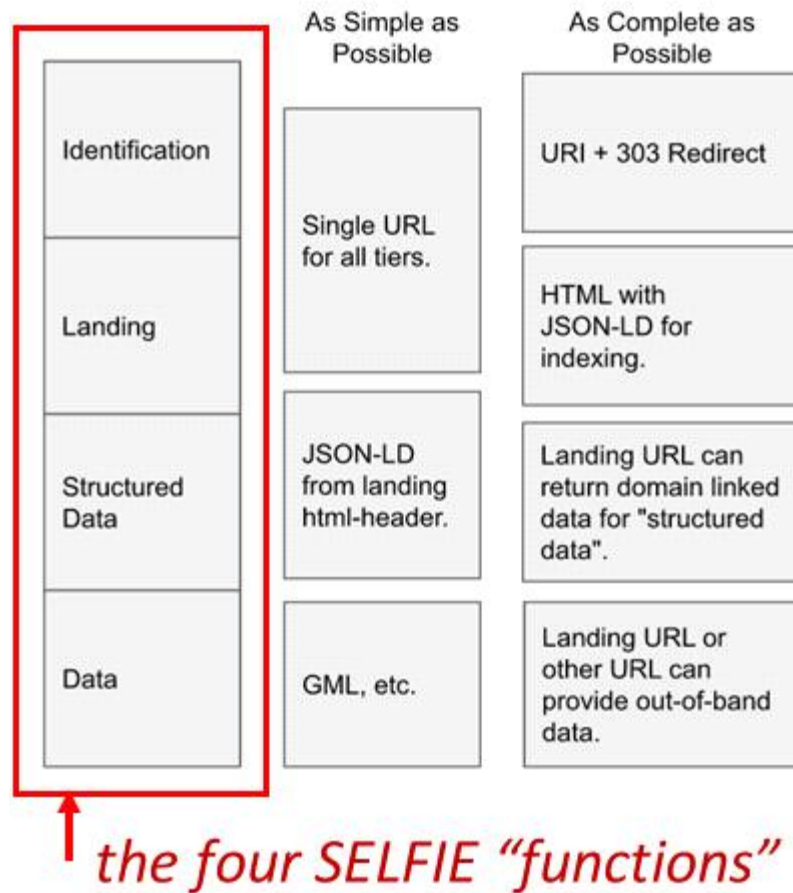 As Simple as
Possible
As Complete as
Possible
Identification
Landing
Structured
Data
Data
Single URL
for all tiers.
JSON-LD
from landing
html-header.
GML, etc.
URI + 303 Redirect
HTML with
JSON-LD for
indexing.
Landing URL can
return domain linked
data for "structured
data".
Landing URL or
other URL can
provide out-of-band
data.
the four SELFIE “functions”